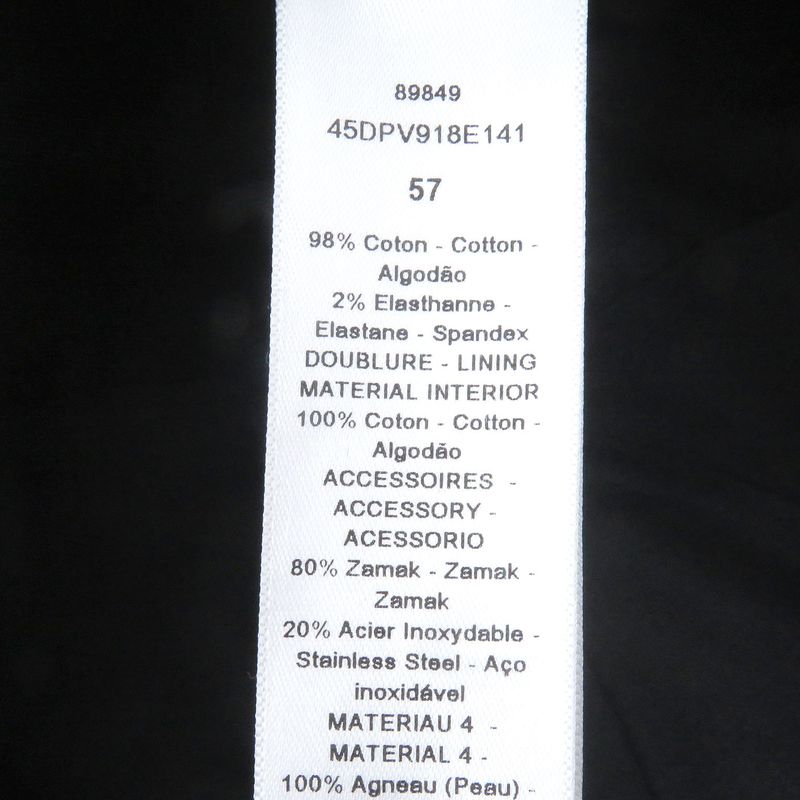 89849
45DPV918E141
57
98% Coton - Cotton -
Algodão
2% Elasthanne -
Elastane - Spandex
DOUBLURE - LINING
MATERIAL INTERIOR
100% Coton - Cotton -
Algodão
ACCESSOIRES -
ACCESSORY -
ACESSORIO
80% Zamak - Zamak -
Zamak
20% Acier Inoxydable -
Stainless Steel - Aço
inoxidável
MATERIAU 4 -
MATERIAL 4 -
100% Agneau (Peau) -